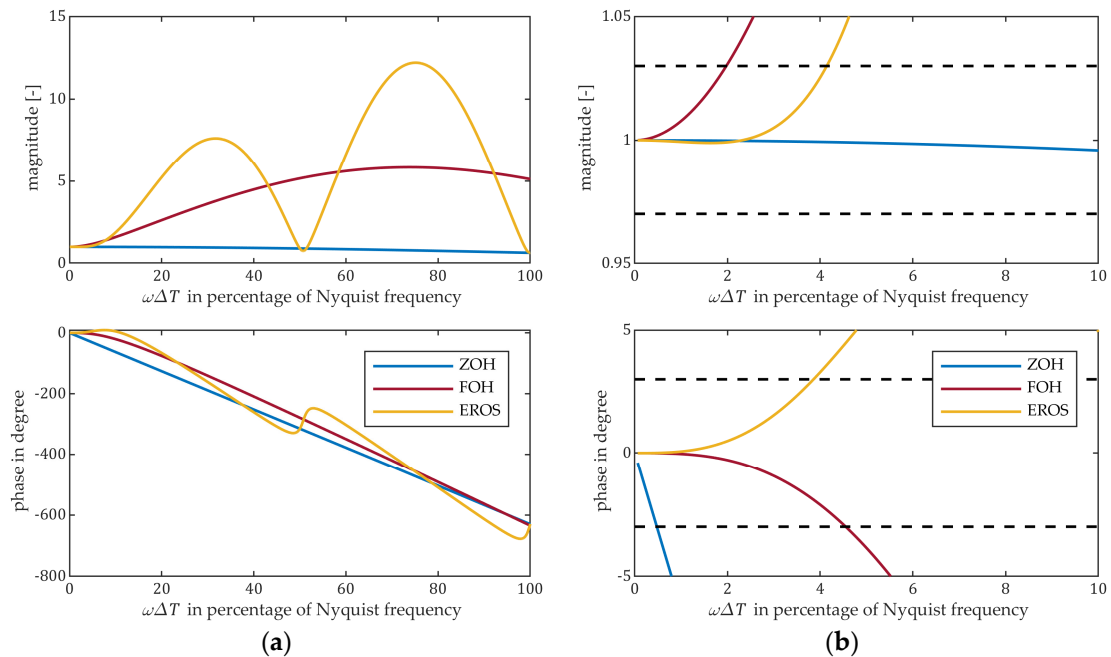 15
10
5
0
magnitude [-]
0 20 40 60 80 100
ωΔT in percentage of Nyquist frequency
1.05
1
0.95
magnitude [-]
0 2 4 6 8 10
ωΔT in percentage of Nyquist frequency
0
-200
-400
-600
-800
phase in degree
ZOH
FOH
EROS
0 20 40 60 80 100
ωΔT in percentage of Nyquist frequency
(a)
5
0
-5
phase in degree
ZOH
FOH
EROS
0 2 4 6 8 10
ωΔT in percentage of Nyquist frequency
(b)